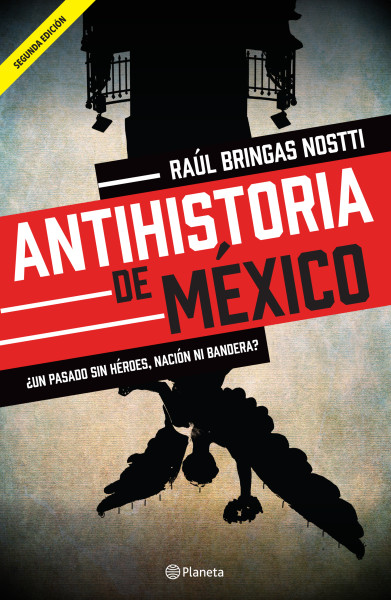 SEGUNDA EDICIÓN
RAÚL BRINGAS NOSTTI
ANTIHISTORIA
DE MÉXICO
¿UN PASADO SIN HÉROES, NACIÓN NI BANDERA?
Planeta